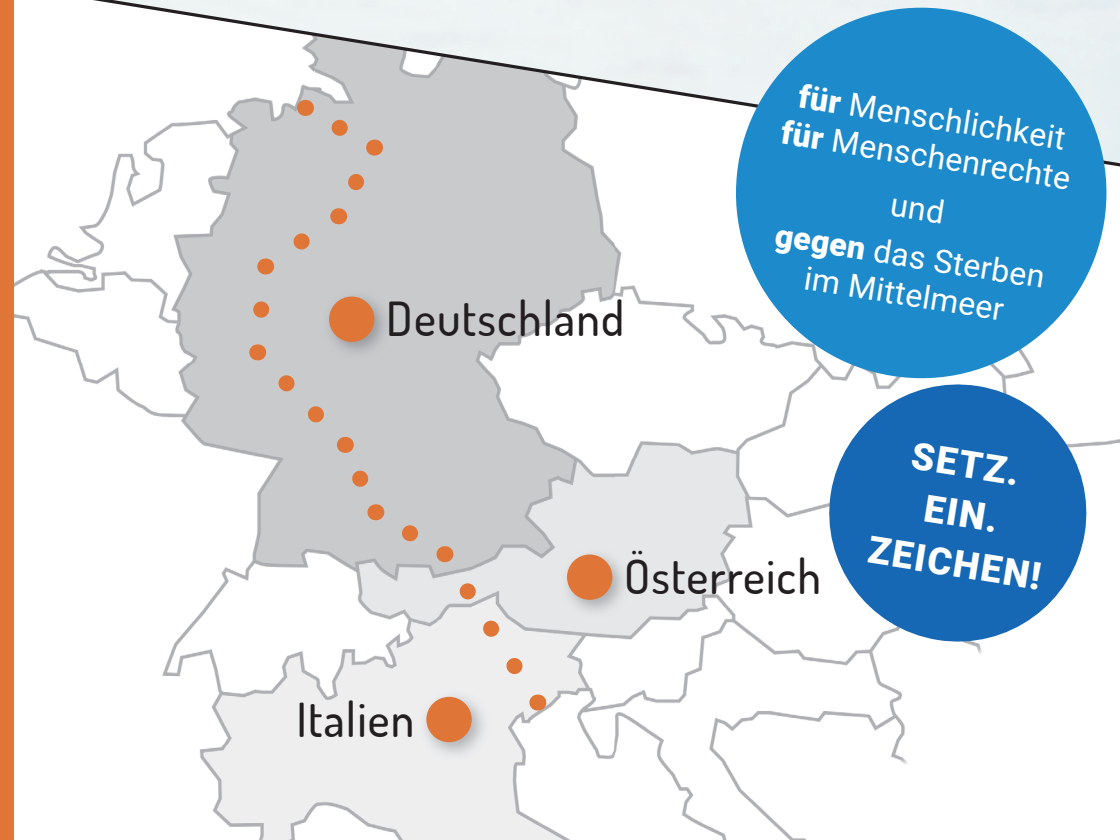 für Menschlichkeit
für Menschenrechte
und
gegen das Sterben
im Mittelmeer
SETZ.
EIN.
ZEICHEN!
Deutschland
Österreich
Italien